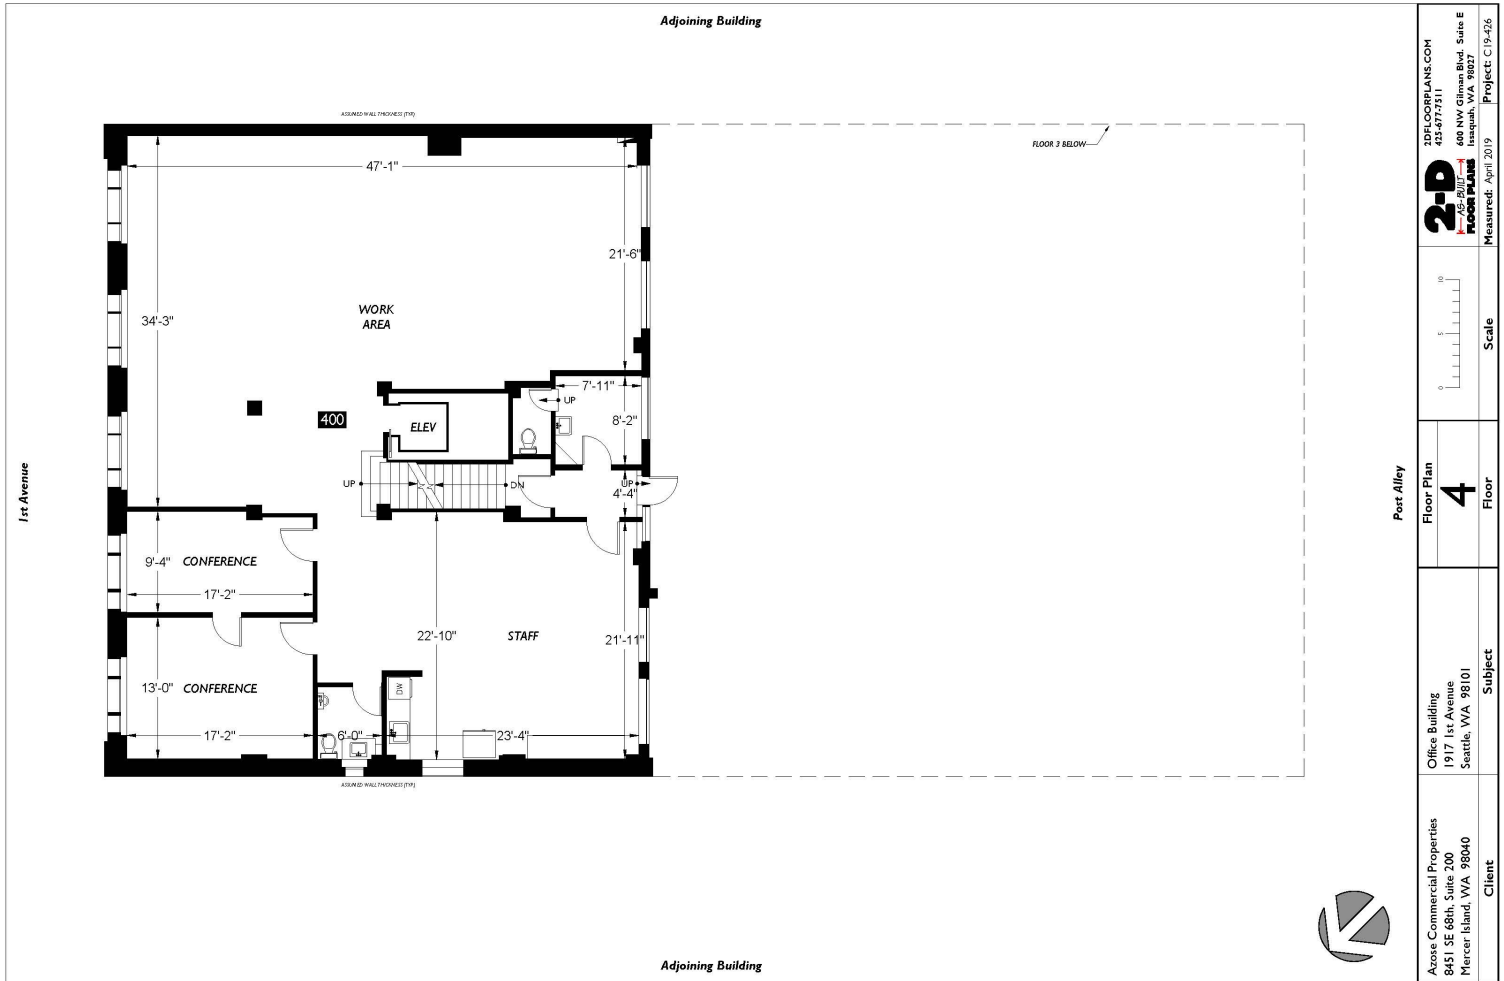 Adjoining Building
ASSUMED WALL THICKNESS (TYP)
FLOOR 3 BELOW
47'-1"
21'-6"
34'-3"
WORK
AREA
7'-11"
UP
8'-2"
400
ELEV
UP
DN
UP
4'-4"
1st Avenue
Post Alley
9'-4"
CONFERENCE
17'-2"
22'-10"
STAFF
21'-11"
13'-0"
CONFERENCE
DW
17'-2"
6'-0"
23'-4"
ASSUMED WALL THICKNESS (TYP)
Adjoining Building
2-D
AS-BUILT
FLOOR PLANS
2DFLOORPLANS.COM
425-677-7511
600 NW Gilman Blvd. Suite E
Issaquah, WA 98027
Measured: April 2019
Project: C19-426
0
5
10
Scale
Floor Plan
4
Floor
Office Building
1917 1st Avenue
Seattle, WA 98101
Subject
Azose Commercial Properties
8451 SE 68th, Suite 200
Mercer Island, WA 98040
Client